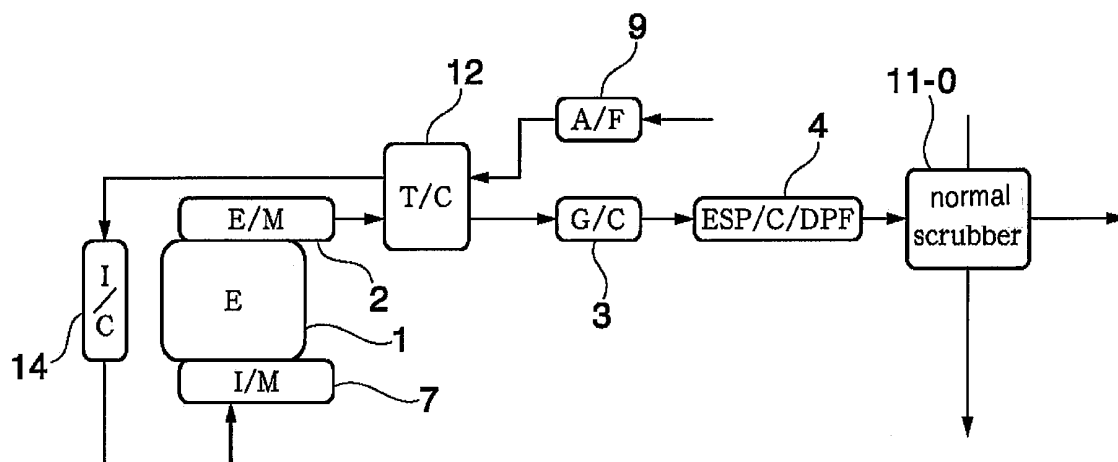 9
12
11-0
A/F
4
T/C
normal
scrubber
E/M
G/C
ESP/C/DPF
I
/
C
E
2
3
1
14
I/M
7